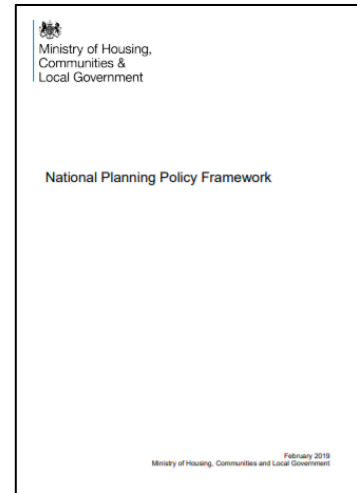 Ministry of Housing,
Communities &
Local Government
National Planning Policy Framework
February 2019
Ministry of Housing, Communities and Local Government